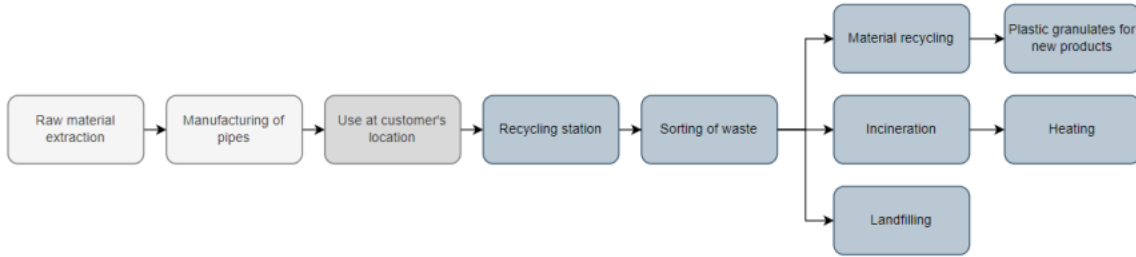 Raw material
extraction
Manufacturing of
pipes
Use at customer's
location
Recycling station
Sorting of waste
Material recycling
Plastic granulates for
new products
Incineration
Heating
Landfilling